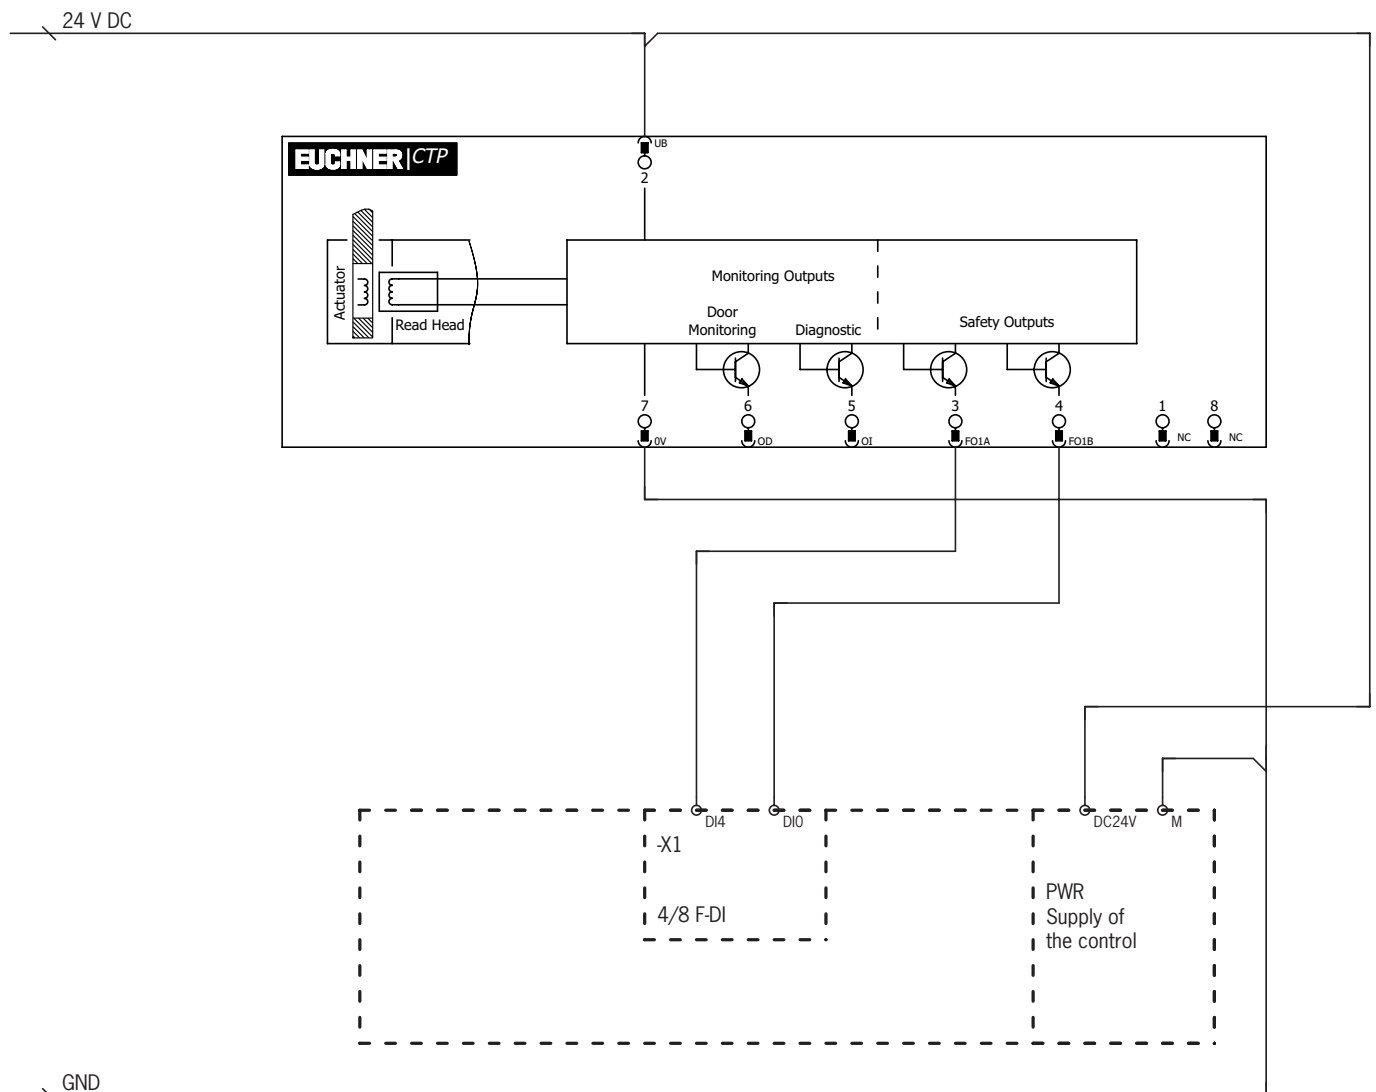 24 V DC
UB
EUCHNER|CTP
2
Actuator
Read Head
Monitoring Outputs
Door
Monitoring
Diagnostic
Safety Outputs
7 6 5 3 4 1 8
0V OD OI FO1A FO1B NC NC
DI4 DI0 DC24V M
-X1
4/8 F-DI
PWR
Supply of
the control
GND